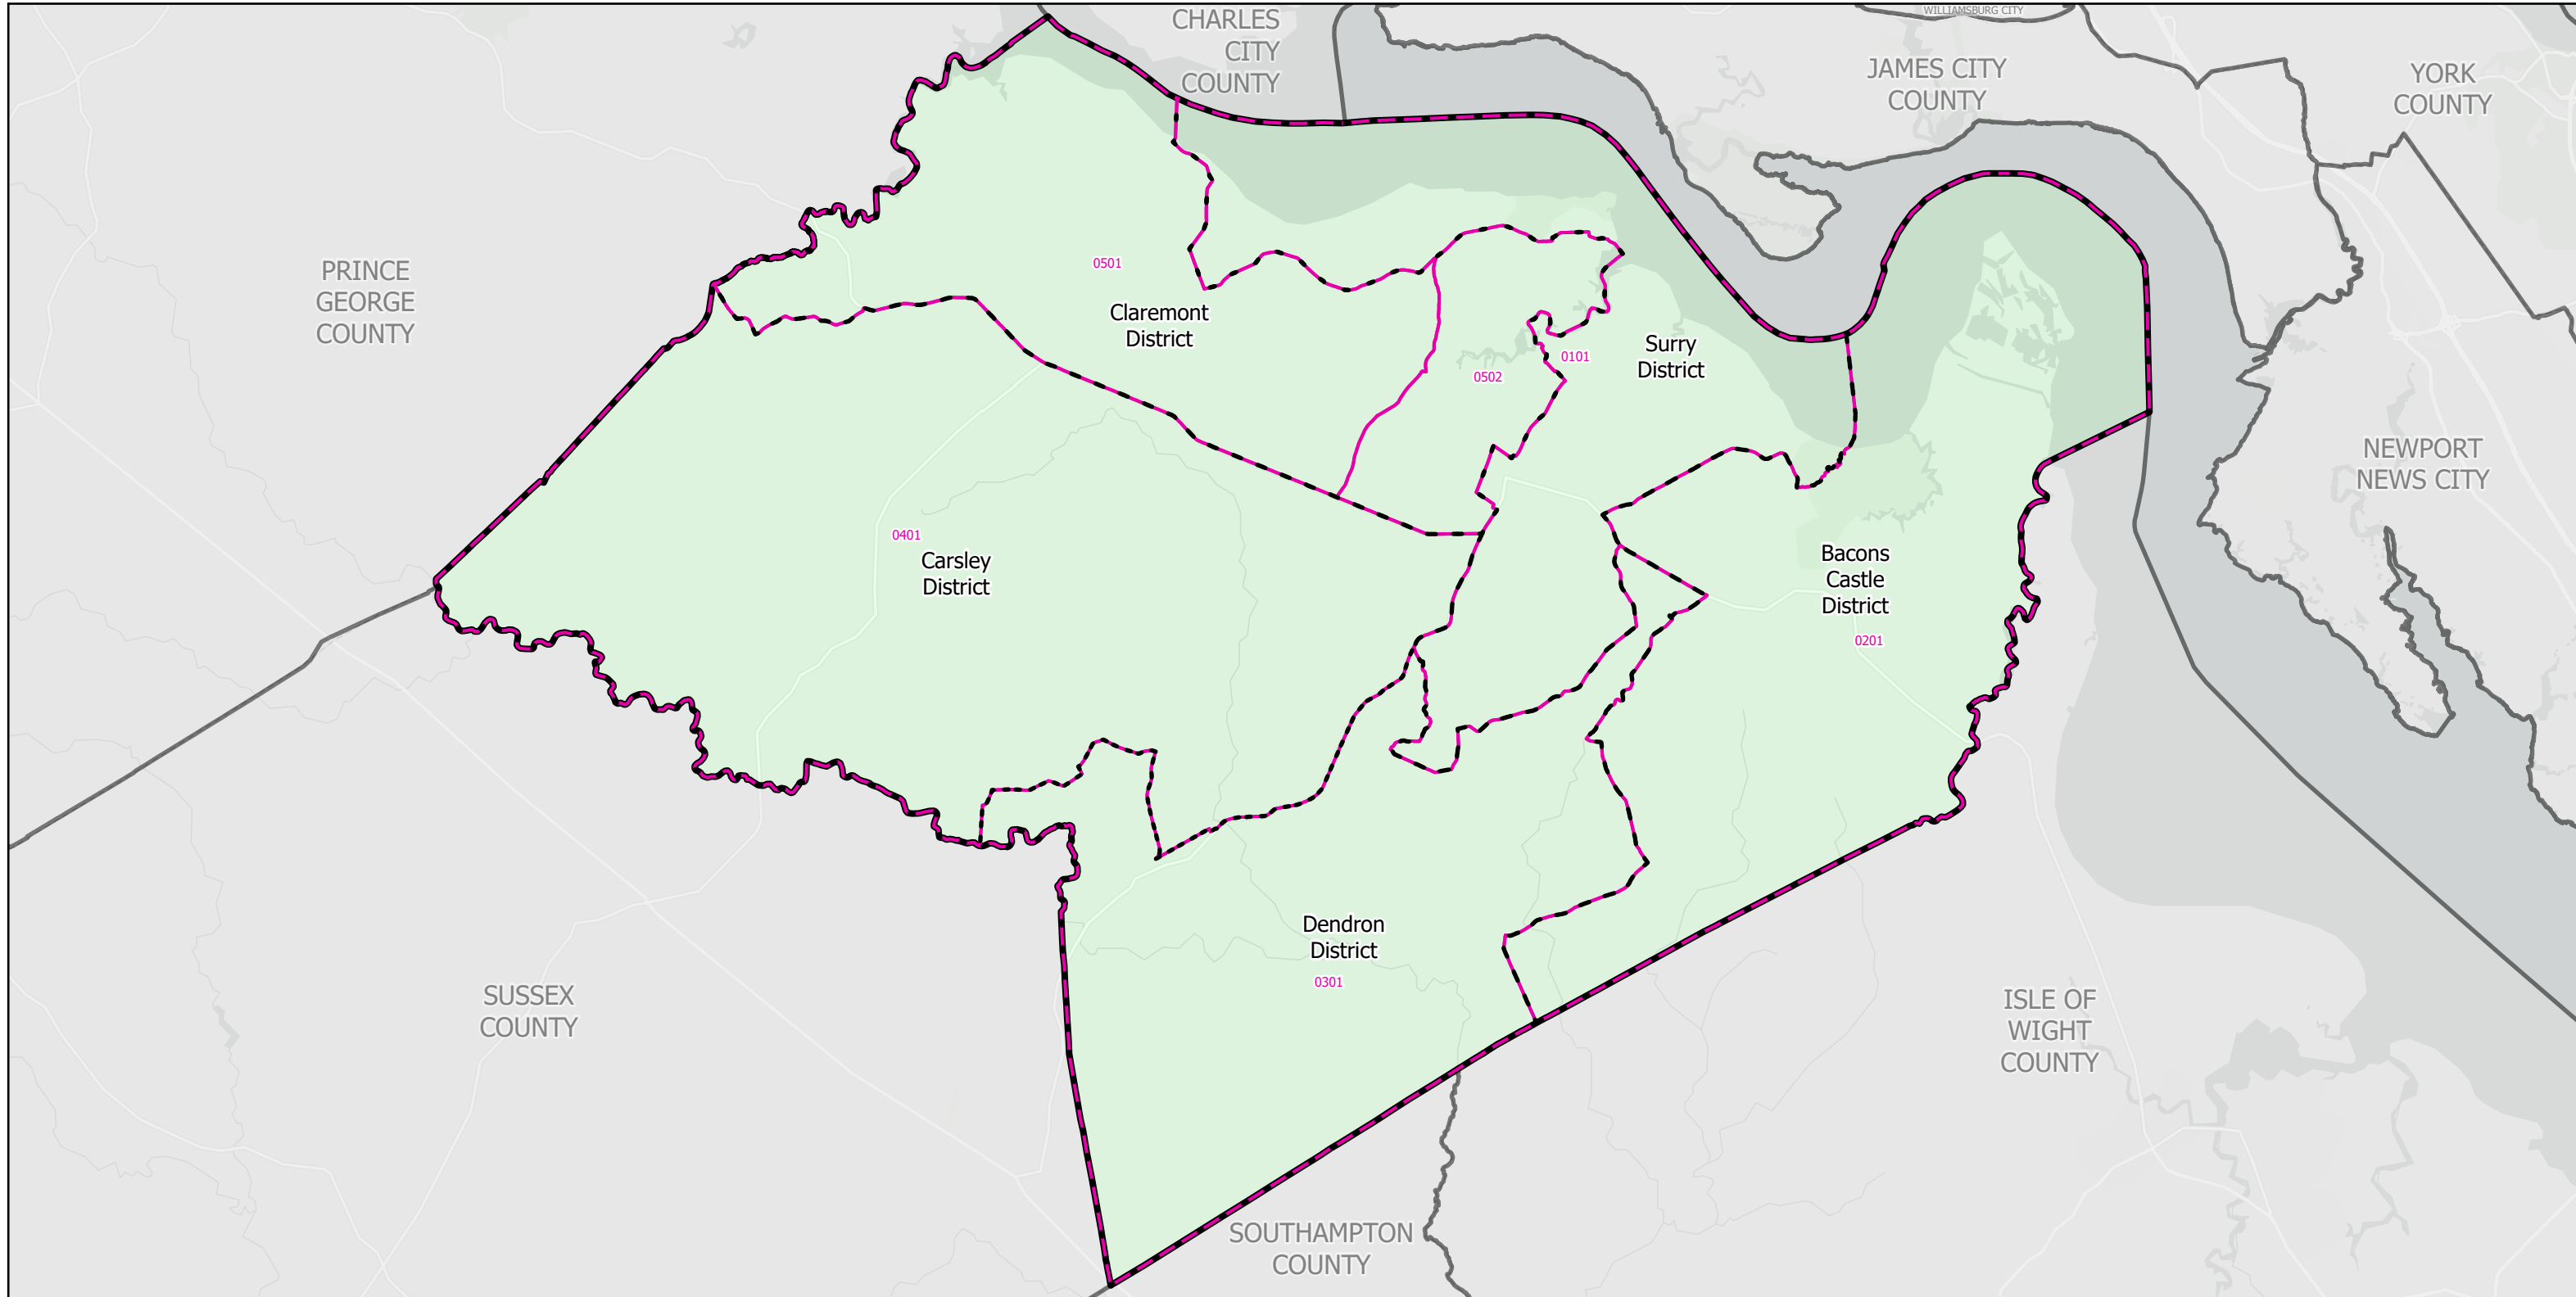 CHARLES
CITY
COUNTY
WILLIAMSBURG CITY
JAMES CITY
COUNTY
YORK
COUNTY
PRINCE
GEORGE
COUNTY
0501
Claremont
District
0502
0101
Surry
District
NEWPORT
NEWS CITY
0401
Carsley
District
Bacons
Castle
District
0201
Dendron
District
0301
SUSSEX
COUNTY
ISLE OF
WIGHT
COUNTY
SOUTHAMPTON
COUNTY